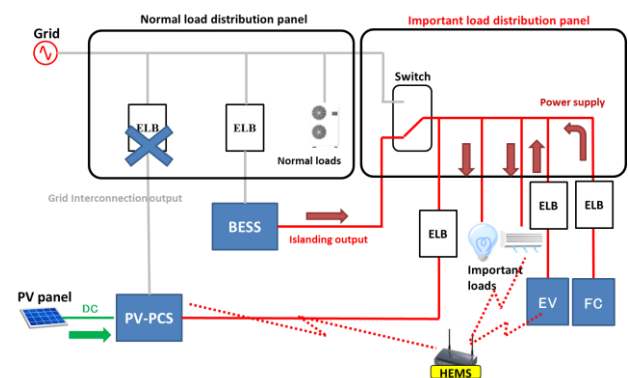 Normal load distribution panel
Important load distribution panel
Grid
Switch
Power supply
ELB
ELB
Normal loads
Grid Interconnection output
ELB
ELB
ELB
BESS
Islanding output
Important
loads
PV panel
DC
PV-PCS
EV
FC
HEMS